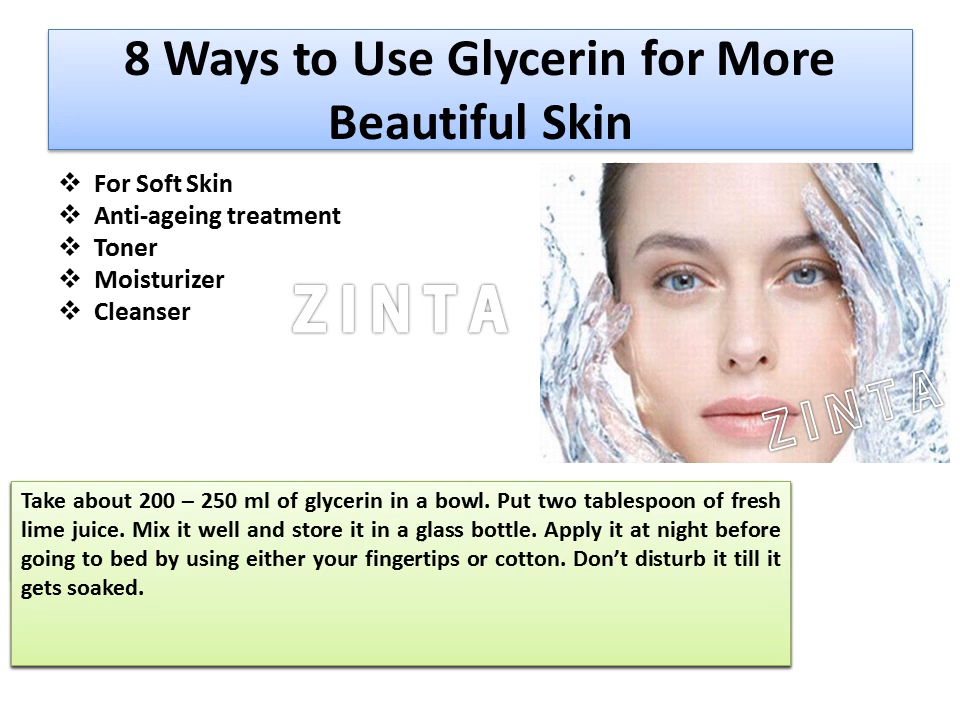 8 Ways to Use Glycerin for More
Beautiful Skin
❖ For Soft Skin
❖ Anti-ageing treatment
❖ Toner
❖ Moisturizer
❖ Cleanser
ZINTA
ZINTA
Take about 200 – 250 ml of glycerin in a bowl. Put two tablespoon of fresh
lime juice. Mix it well and store it in a glass bottle. Apply it at night before
going to bed by using either your fingertips or cotton. Don’t disturb it till it
gets soaked.